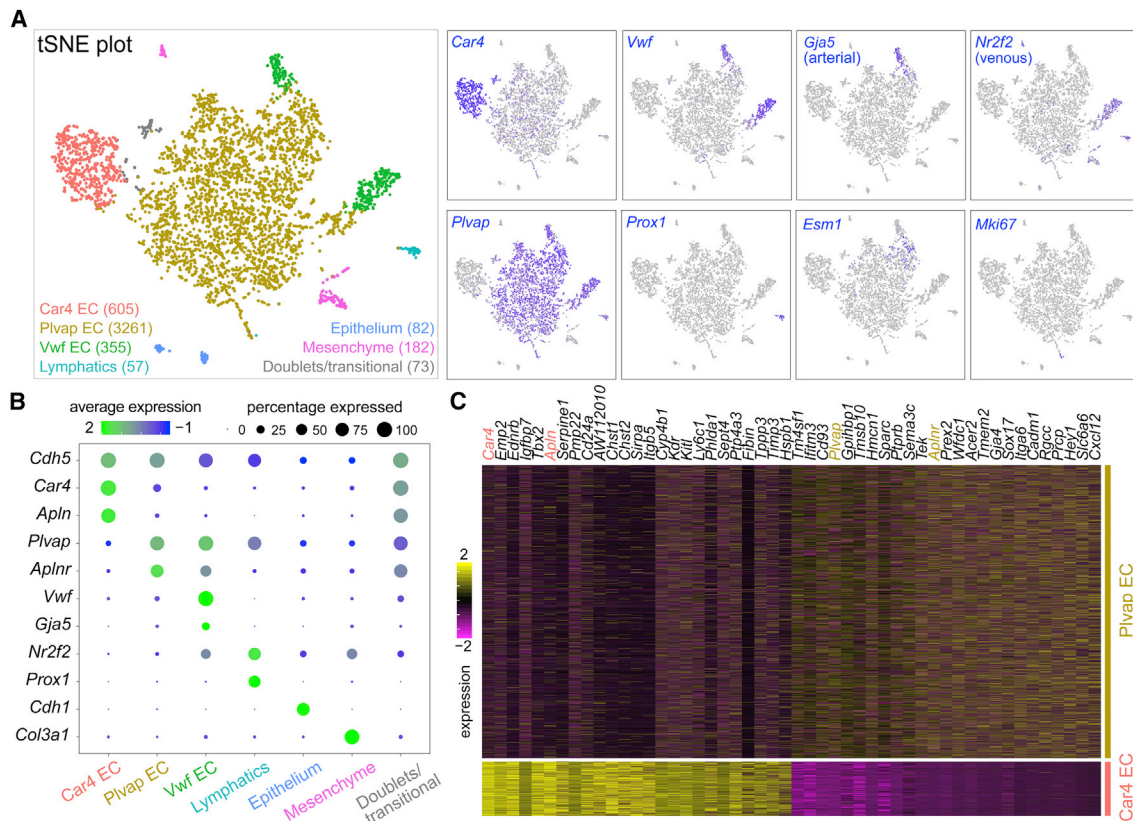 A
tSNE plot
Car4 EC (605)
Plvap EC (3261)
Vwf EC (355)
Lymphatics (57)
Epithelium (82)
Mesenchyme (182)
Doublets/transitional (73)
Car4
Vwf
Gja5
(arterial)
Nr2f2
(venous)
Plvap
Prox1
Esm1
Mki67
B
average expression
2 -1
percentage expressed
0 25 50 75 100
Cdh5
Car4
Apln
Plvap
Aplnr
Vwf
Gja5
Nr2f2
Prox1
Cdh1
Col3a1
Car4 EC
Plvap EC
Vwf EC
Lymphatics
Epithelium
Mesenchyme
Doublets/
transitional
C
Car4
Emp2
Ednrb
Igfbp7
Tbx2
Apln
Serpine1
Prnp
Cd24a
AW112010
Chst1
Chst2
Sirpa
Itgb5
Cyp4b1
Kdr
Kitl
Ly6c1
Phlda1
Sept4
Ptp4a3
Fibin
Tppp3
Timp3
Hspb1
Tm4sf1
Ifitm3
Cd93
Plvap
Gpihbp1
Tmsb10
Hmcn1
Sparc
Ptprb
Sema3c
Tek
Aplnr
Prex2
Wfdc1
Acer2
Tmem2
Gja4
Sox17
Itga6
Cadm1
Rgcc
Prcp
Hey1
Slc6a6
Cxcl12
2
−2
expression
Plvap EC
Car4 EC